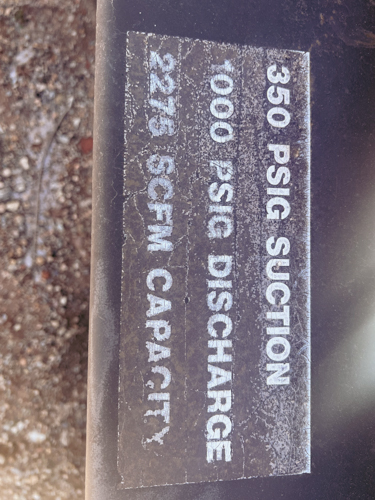 350 PSIG SUCTION
1000 PSIG DISCHARGE
2275 SCFM CAPACITY